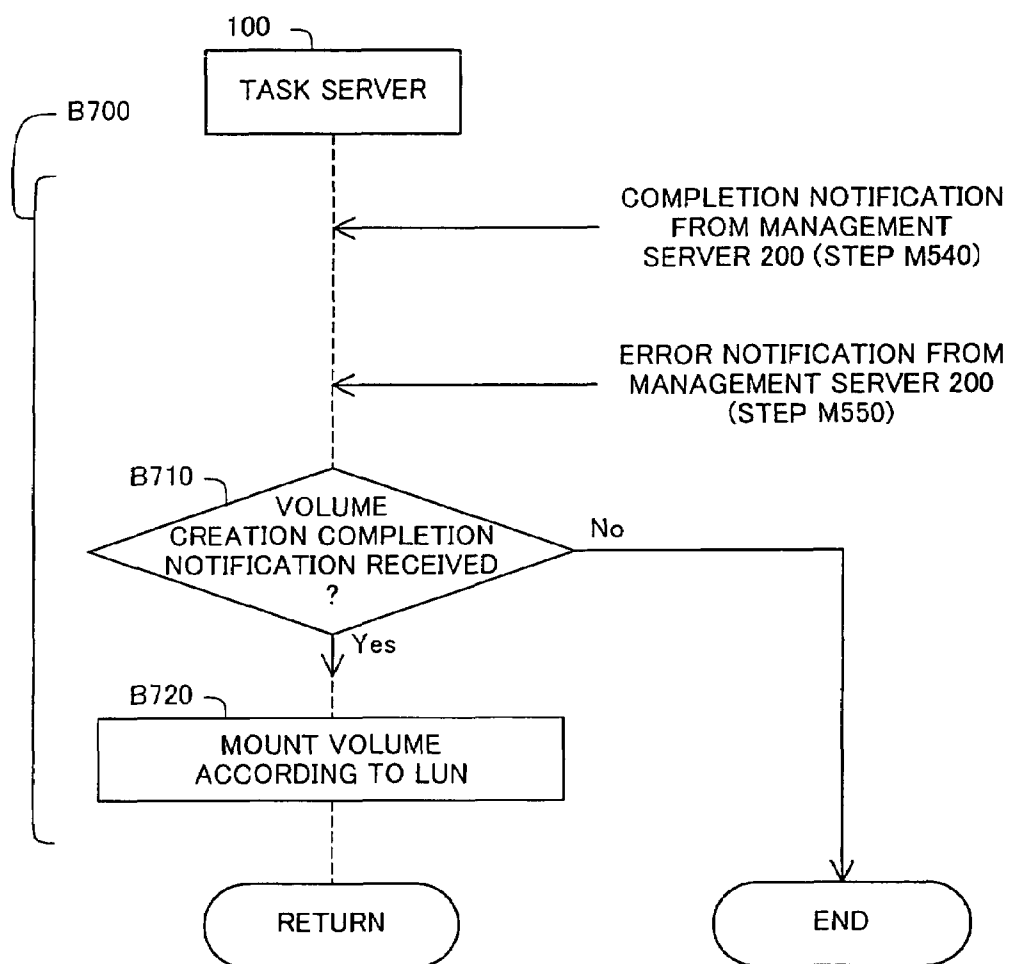 100
TASK SERVER
B700
COMPLETION NOTIFICATION
FROM MANAGEMENT
SERVER 200 (STEP M540)
ERROR NOTIFICATION FROM
MANAGEMENT SERVER 200
(STEP M550)
B710
VOLUME
CREATION COMPLETION
NOTIFICATION RECEIVED
?
No
Yes
B720
MOUNT VOLUME
ACCORDING TO LUN
RETURN
END